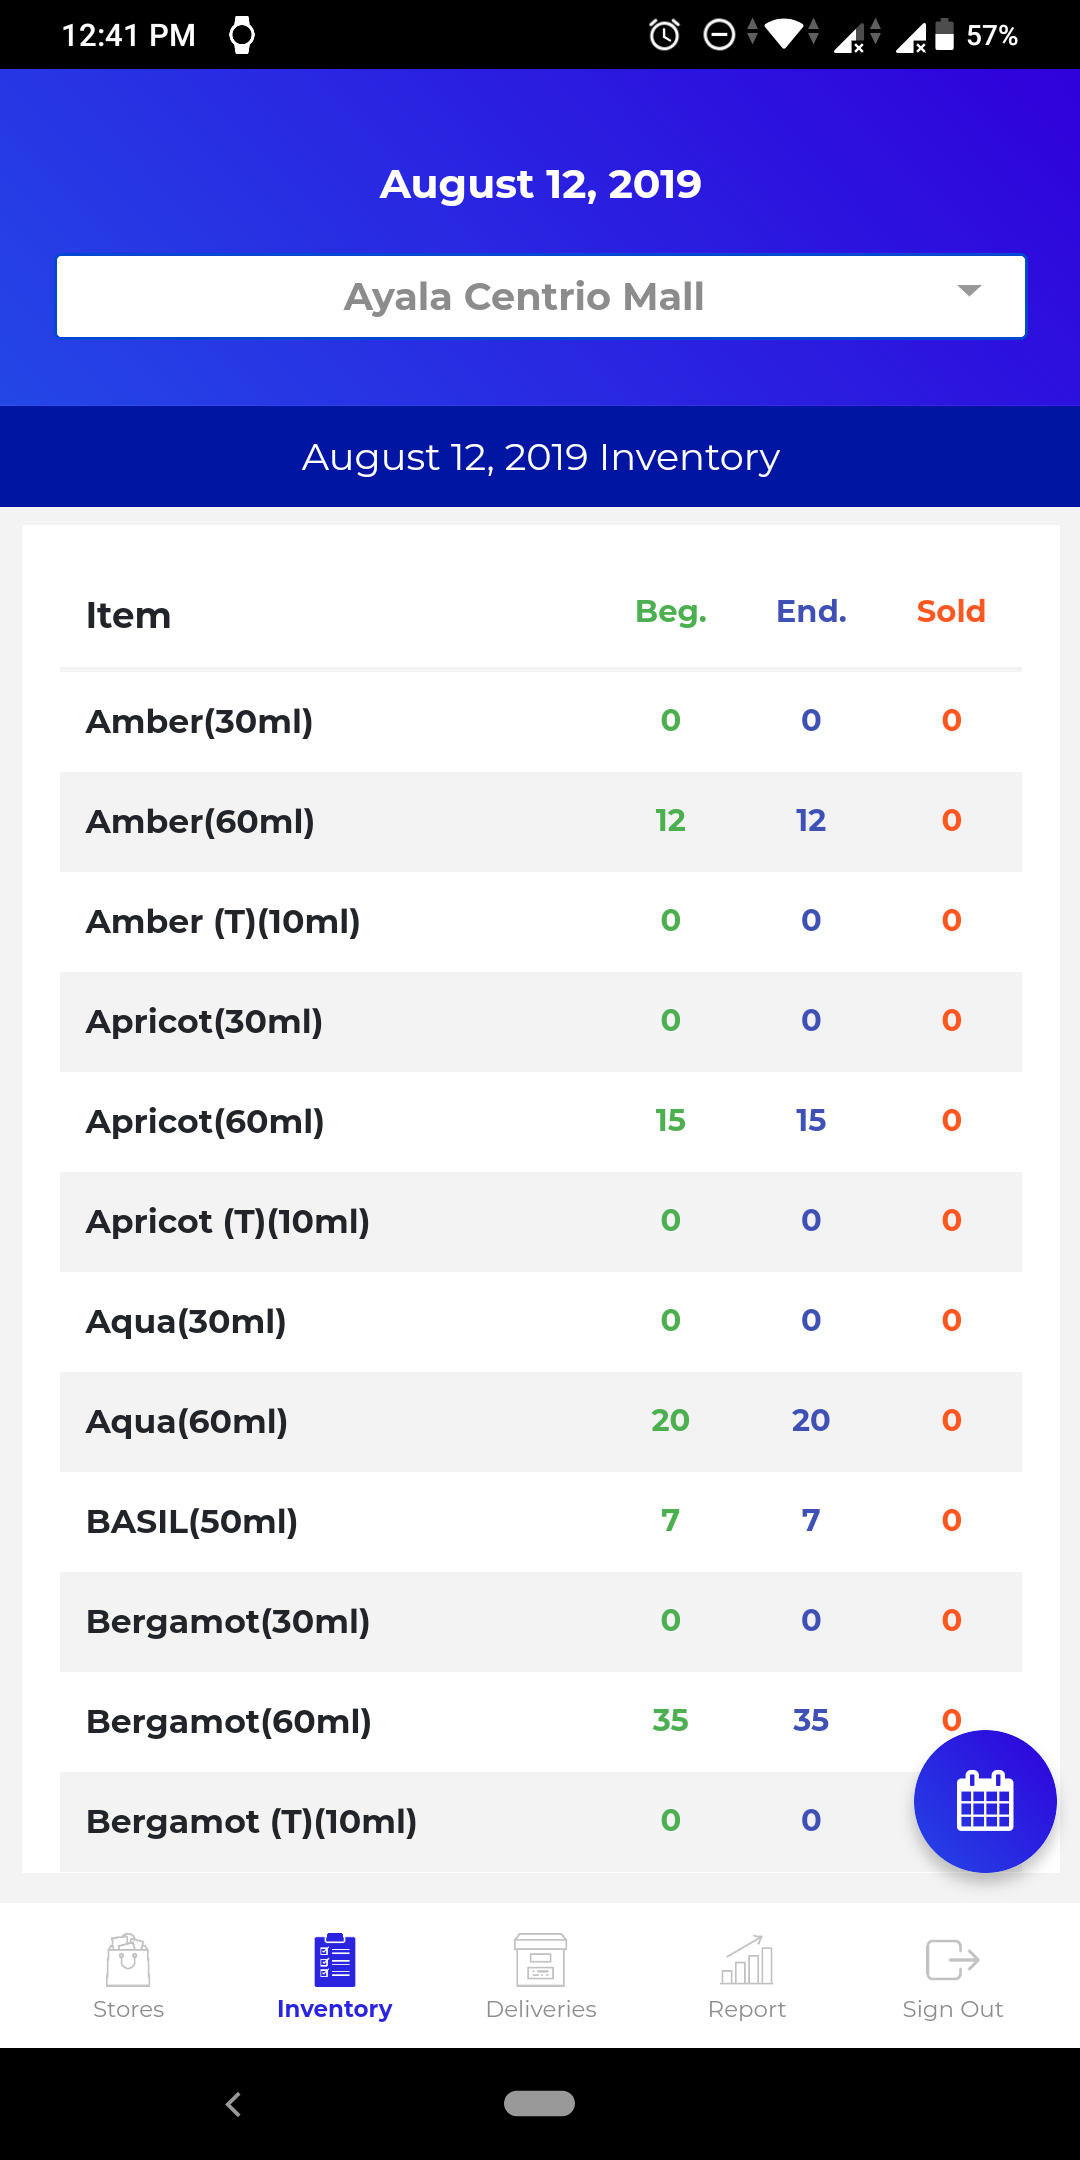 12:41 PM 57%
August 12, 2019
Ayala Centrio Mall
August 12, 2019 Inventory
Item Beg. End. Sold
Amber(30ml) 0 0 0
Amber(60ml) 12 12 0
Amber (T)(10ml) 0 0 0
Apricot(30ml) 0 0 0
Apricot(60ml) 15 15 0
Apricot (T)(10ml) 0 0 0
Aqua(30ml) 0 0 0
Aqua(60ml) 20 20 0
BASIL(50ml) 7 7 0
Bergamot(30ml) 0 0 0
Bergamot(60ml) 35 35 0
Bergamot (T)(10ml) 0 0
Stores Inventory Deliveries Report Sign Out